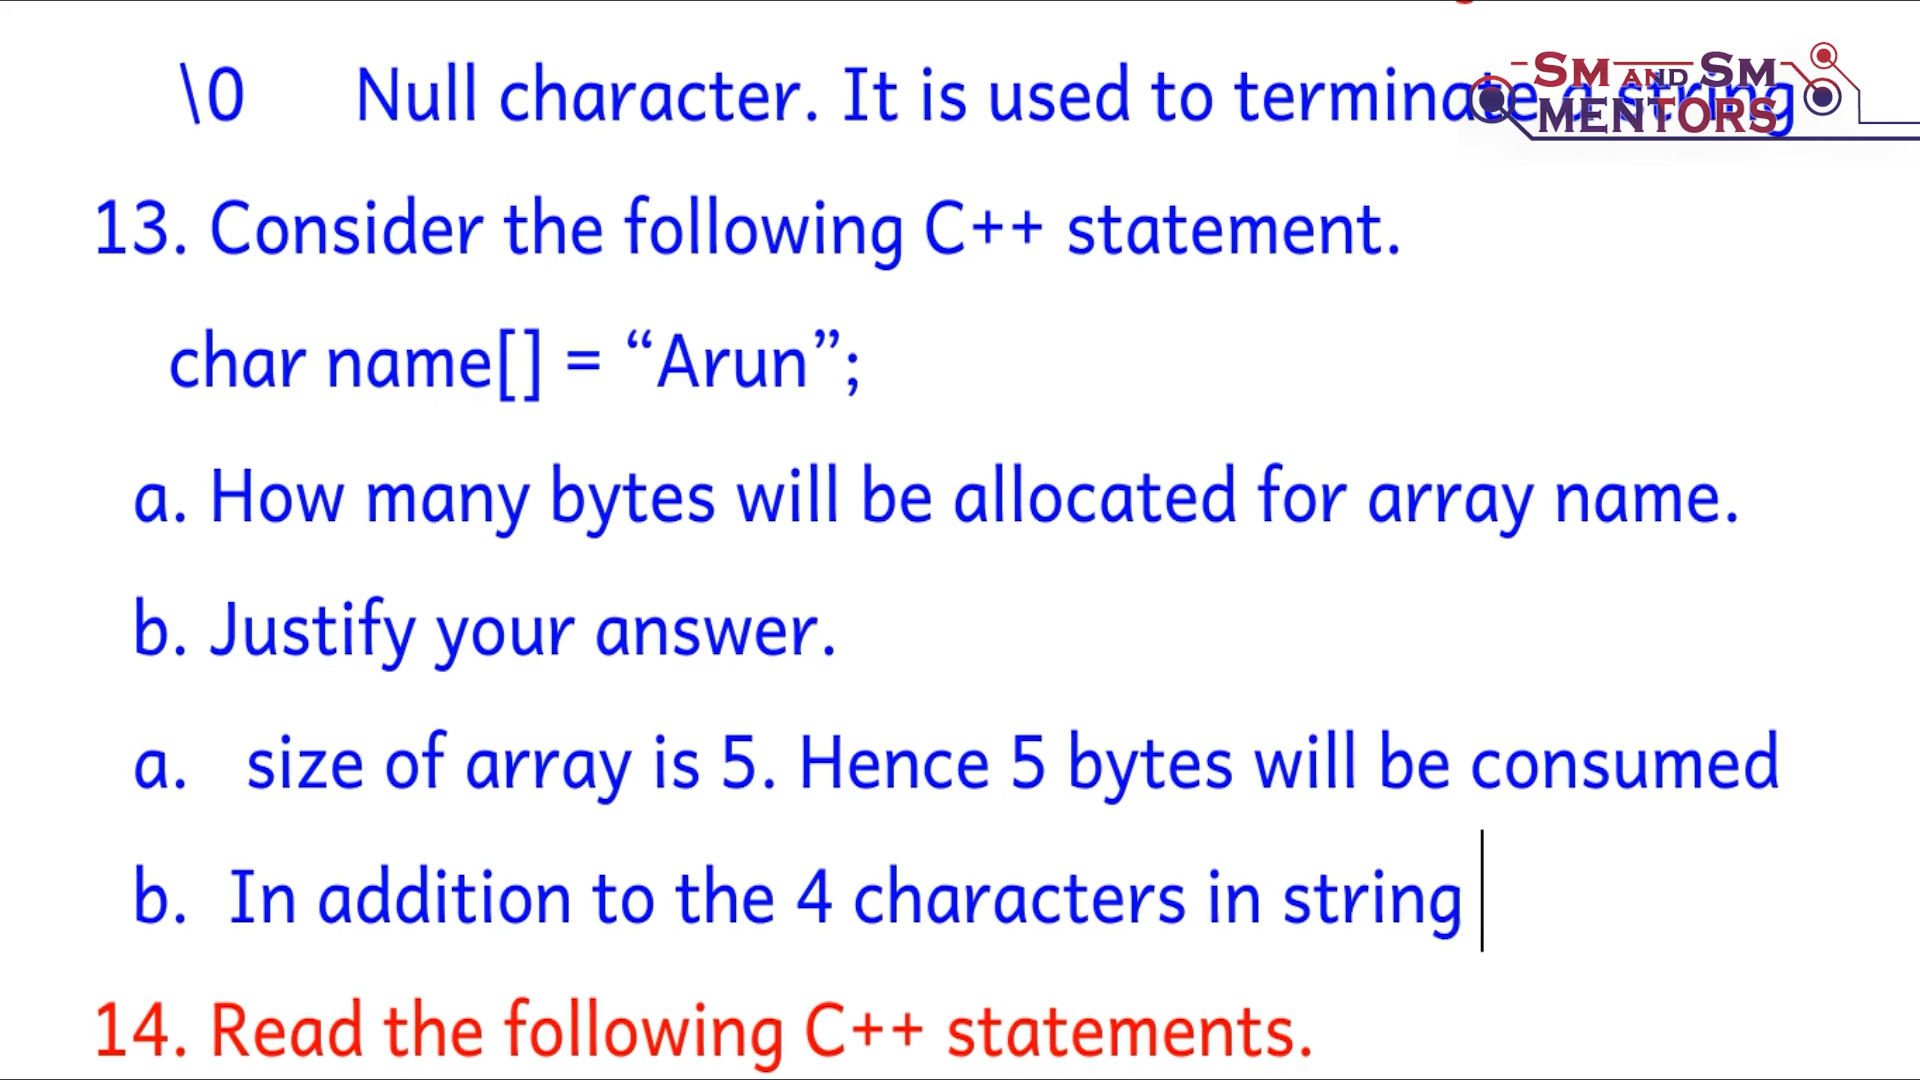 \0 Null character. It is used to terminate a string
SM AND SM
MENTORS
13. Consider the following C++ statement.
char name[] = “Arun”;
a. How many bytes will be allocated for array name.
b. Justify your answer.
a. size of array is 5. Hence 5 bytes will be consumed
b. In addition to the 4 characters in string
14. Read the following C++ statements.